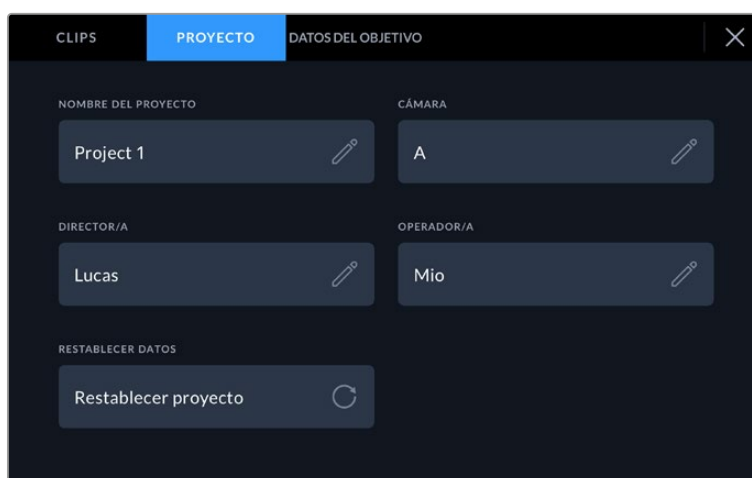 CLIPS PROYECTO DATOS DEL OBJETIVO
NOMBRE DEL PROYECTO CÁMARA
Project 1 A
DIRECTOR/A OPERADOR/A
Lucas Mio
RESTABLECER DATOS
Restablecer proyecto